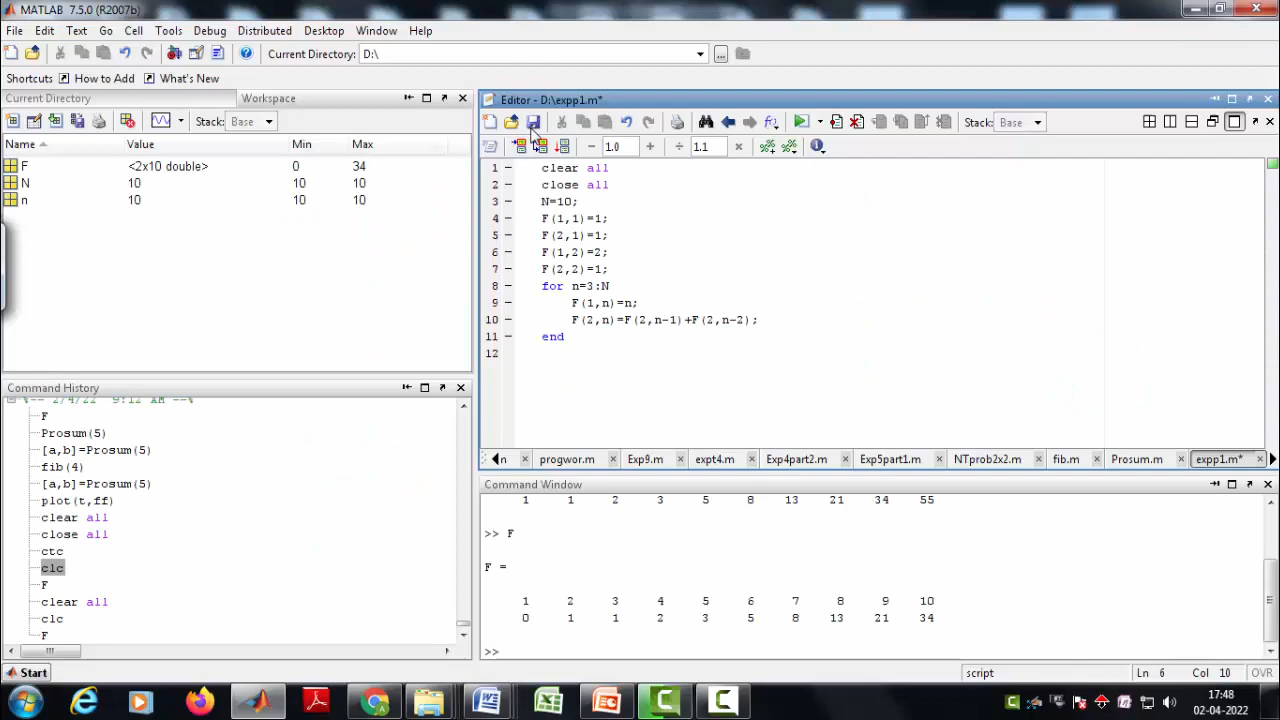 MATLAB 7.5.0 (R2007b)
File Edit Text Go Cell Tools Debug Distributed Desktop Window Help
Current Directory: D:\
Shortcuts How to Add What's New
Current Directory Workspace
Stack: Base
Name Value Min Max
F <2x10 double> 0 34
N 10 10 10
n 10 10 10
Command History
%-- 2/4/22 9:12 AM --%
F
Prosum(5)
[a,b]=Prosum(5)
fib(4)
[a,b]=Prosum(5)
plot(t,ff)
clear all
close all
ctc
clc
F
clear all
clc
F
Editor - D:\expp1.m*
Stack: Base
1.0 1.1
1 clear all
2 close all
3 N=10;
4 F(1,1)=1;
5 F(2,1)=1;
6 F(1,2)=2;
7 F(2,2)=1;
8 for n=3:N
9 F(1,n)=n;
10 F(2,n)=F(2,n-1)+F(2,n-2);
11 end
12
n progwor.m Exp9.m expt4.m Exp4part2.m Exp5part1.m NTprob2x2.m fib.m Prosum.m expp1.m*
Command Window
1 1 2 3 5 8 13 21 34 55
>> F
F =
1 2 3 4 5 6 7 8 9 10
0 1 1 2 3 5 8 13 21 34
>>
Start
script Ln 6 Col 10 OVR
17:48
02-04-2022